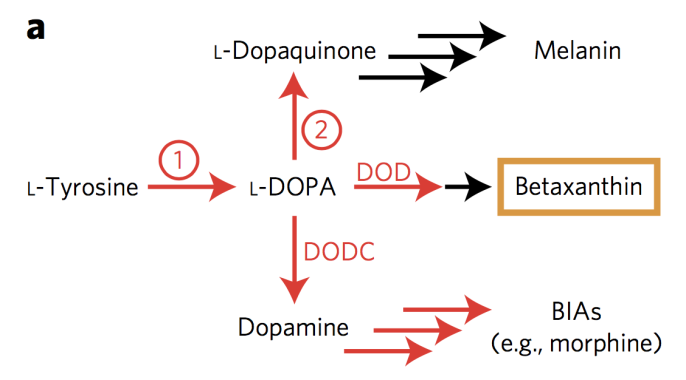 a
L-Dopaquinone
Melanin
2
1
L-Tyrosine
L-DOPA
DOD
Betaxanthin
DODC
Dopamine
BIAs
(e.g., morphine)